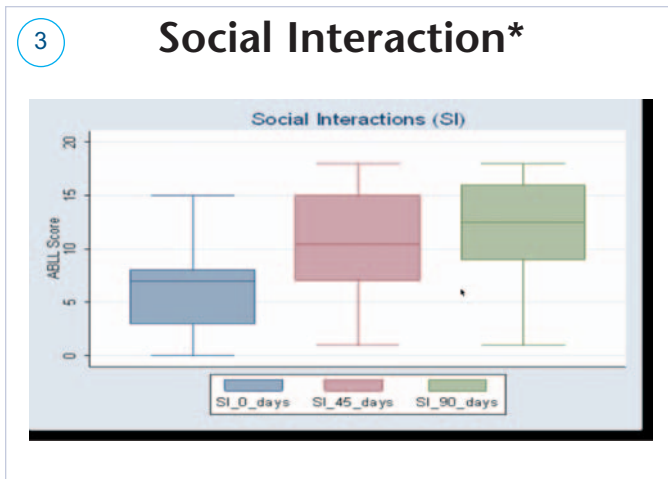 3
Social Interaction*
Social Interactions (SI)
ABLL Score
20
15
10
5
0
SI_0_days SI_45_days SI_90_days